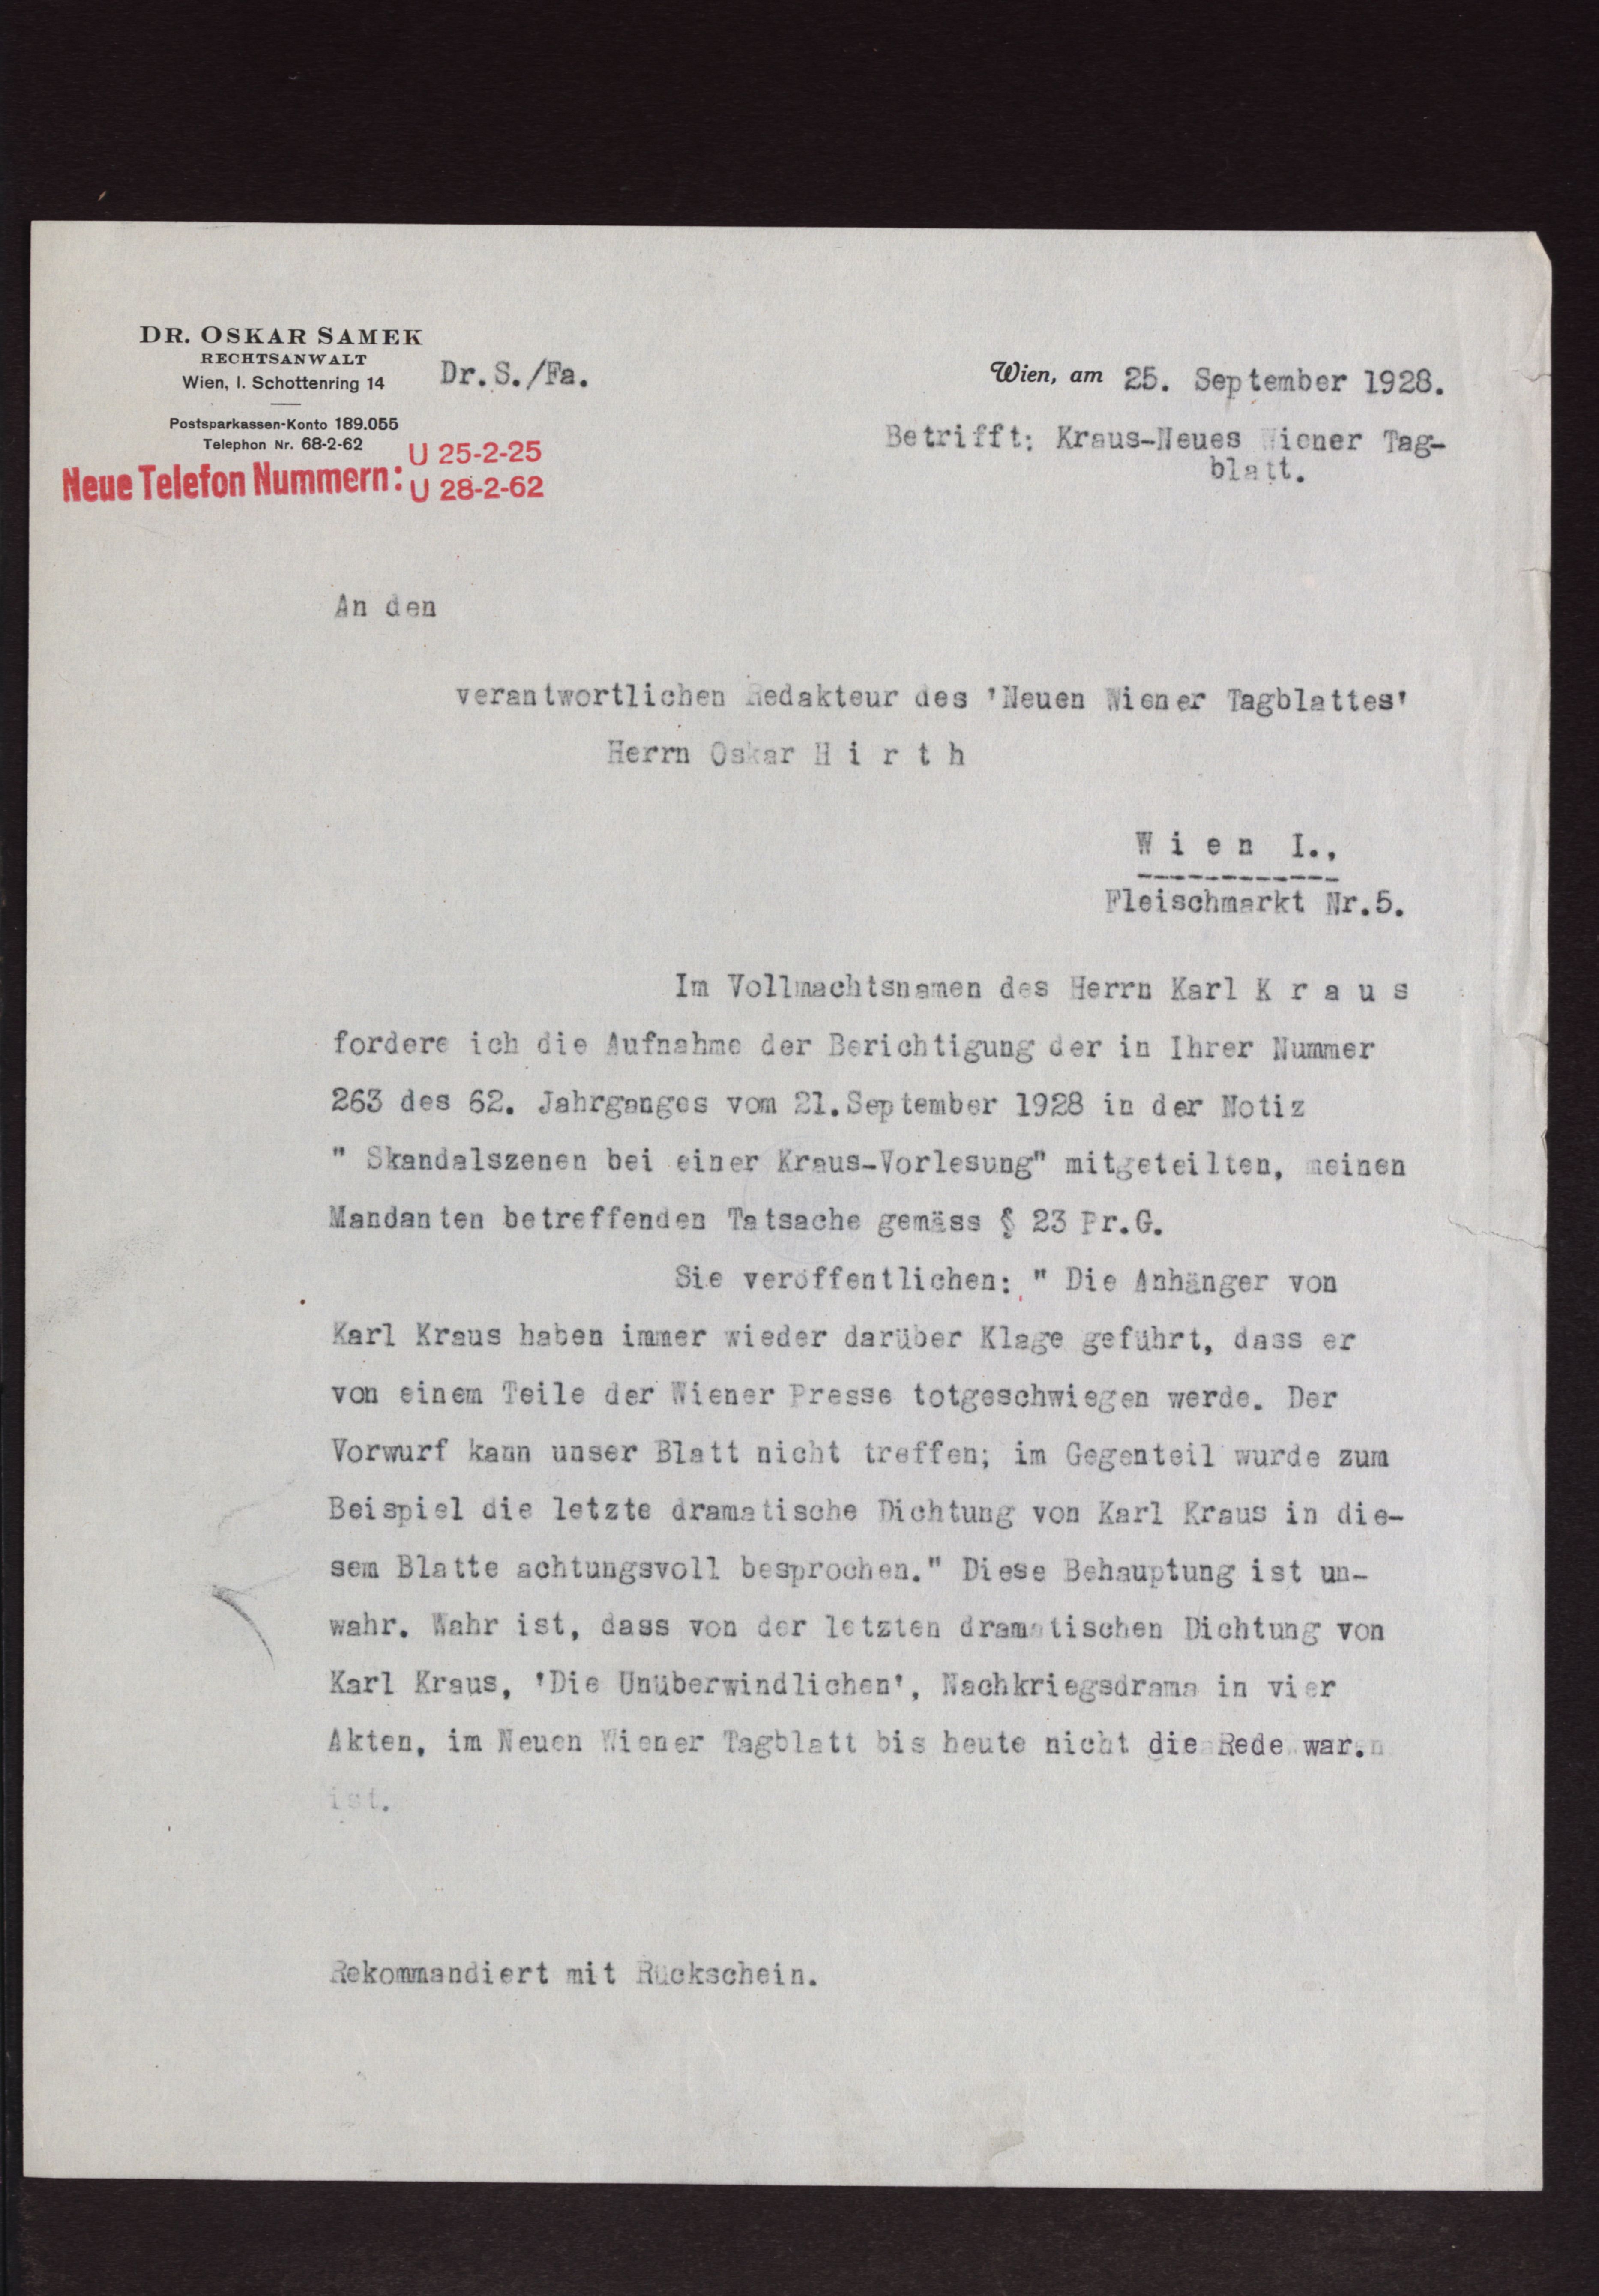 DR. OSKAR SAMEK
RECHTSANWALT
Wien, I. Schottenring 14
Dr.S./Fa.
Postsparkassen-Konto 189.055
Telephon Nr. 68-2-62
Neue Telefon Nummern: U 25-2-25
U 28-2-62
Wien, am 25. September 1928.
Betrifft: Kraus-Neues Wiener Tag-
blatt.
An den
verantwortlichen Redakteur des 'Neuen Wiener Tagblattes'
Herrn Oskar H i r t h
W i e n I.,
Fleischmarkt Nr.5.
Im Vollmachtsnamen des Herrn Karl K r a u s
fordere ich die Aufnahme der Berichtigung der in Ihrer Nummer
263 des 62. Jahrganges vom 21.September 1928 in der Notiz
" Skandalszenen bei einer Kraus-Vorlesung" mitgeteilten, meinen
Mandanten betreffenden Tatsache gemäss § 23 Pr.G.
Sie veröffentlichen: " Die Anhänger von
Karl Kraus haben immer wieder darüber Klage geführt, dass er
von einem Teile der Wiener Presse totgeschwiegen werde. Der
Vorwurf kann unser Blatt nicht treffen; im Gegenteil wurde zum
Beispiel die letzte dramatische Dichtung von Karl Kraus in die-
sem Blatte achtungsvoll besprochen." Diese Behauptung ist un-
wahr. Wahr ist, dass von der letzten dramatischen Dichtung von
Karl Kraus, 'Die Unüberwindlichen', Nachkriegsdrama in vier
Akten, im Neuen Wiener Tagblatt bis heute nicht die Rede war.
ist.
Rekommandiert mit Rückschein.